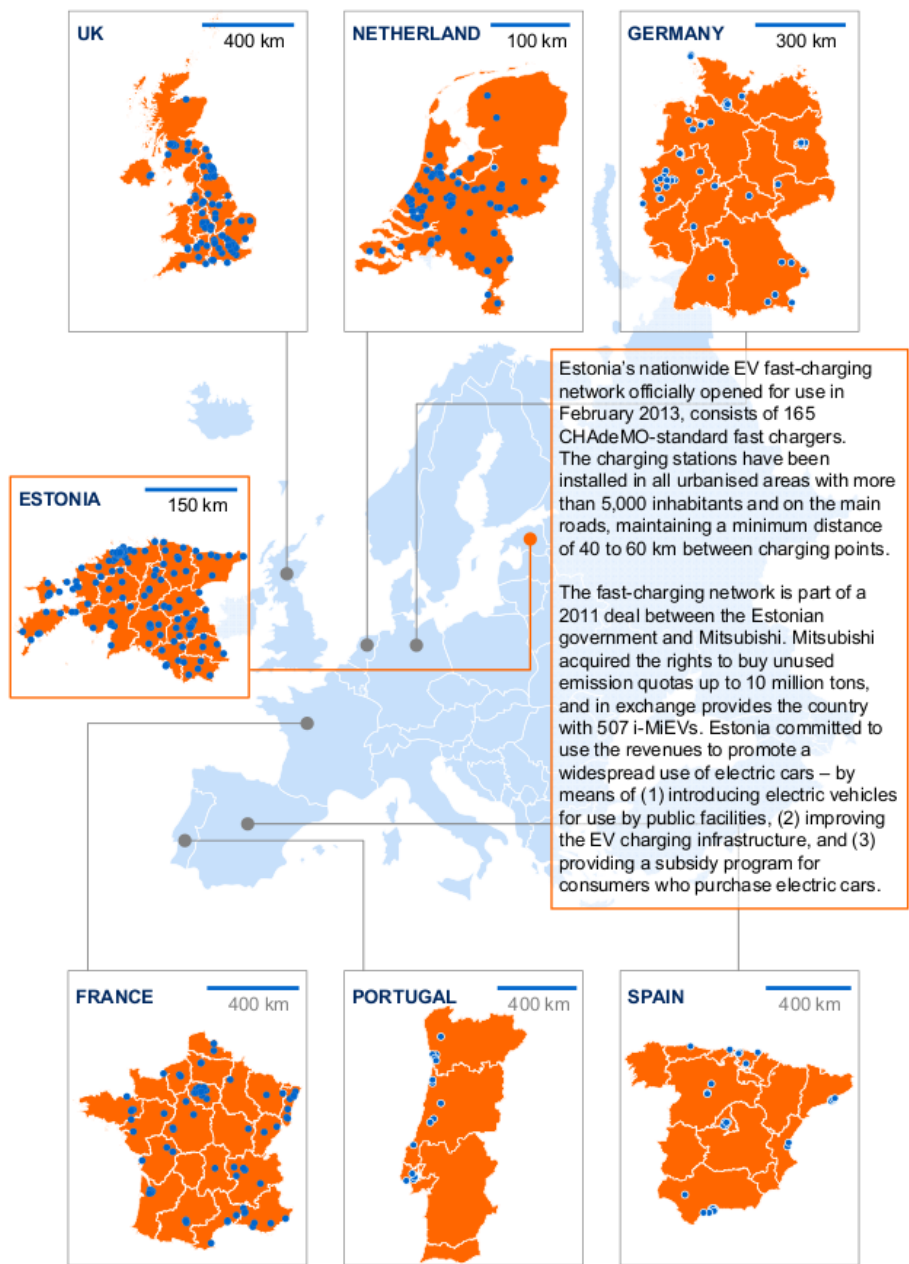 UK
400 km
NETHERLAND
100 km
GERMANY
300 km
Estonia's nationwide EV fast-charging
network officially opened for use in
February 2013, consists of 165
CHAdeMO-standard fast chargers.
The charging stations have been
installed in all urbanised areas with more
than 5,000 inhabitants and on the main
roads, maintaining a minimum distance
of 40 to 60 km between charging points.
The fast-charging network is part of a
2011 deal between the Estonian
government and Mitsubishi. Mitsubishi
acquired the rights to buy unused
emission quotas up to 10 million tons,
and in exchange provides the country
with 507 i-MiEVs. Estonia committed to
use the revenues to promote a
widespread use of electric cars – by
means of (1) introducing electric vehicles
for use by public facilities, (2) improving
the EV charging infrastructure, and (3)
providing a subsidy program for
consumers who purchase electric cars.
ESTONIA
150 km
FRANCE
400 km
PORTUGAL
400 km
SPAIN
400 km